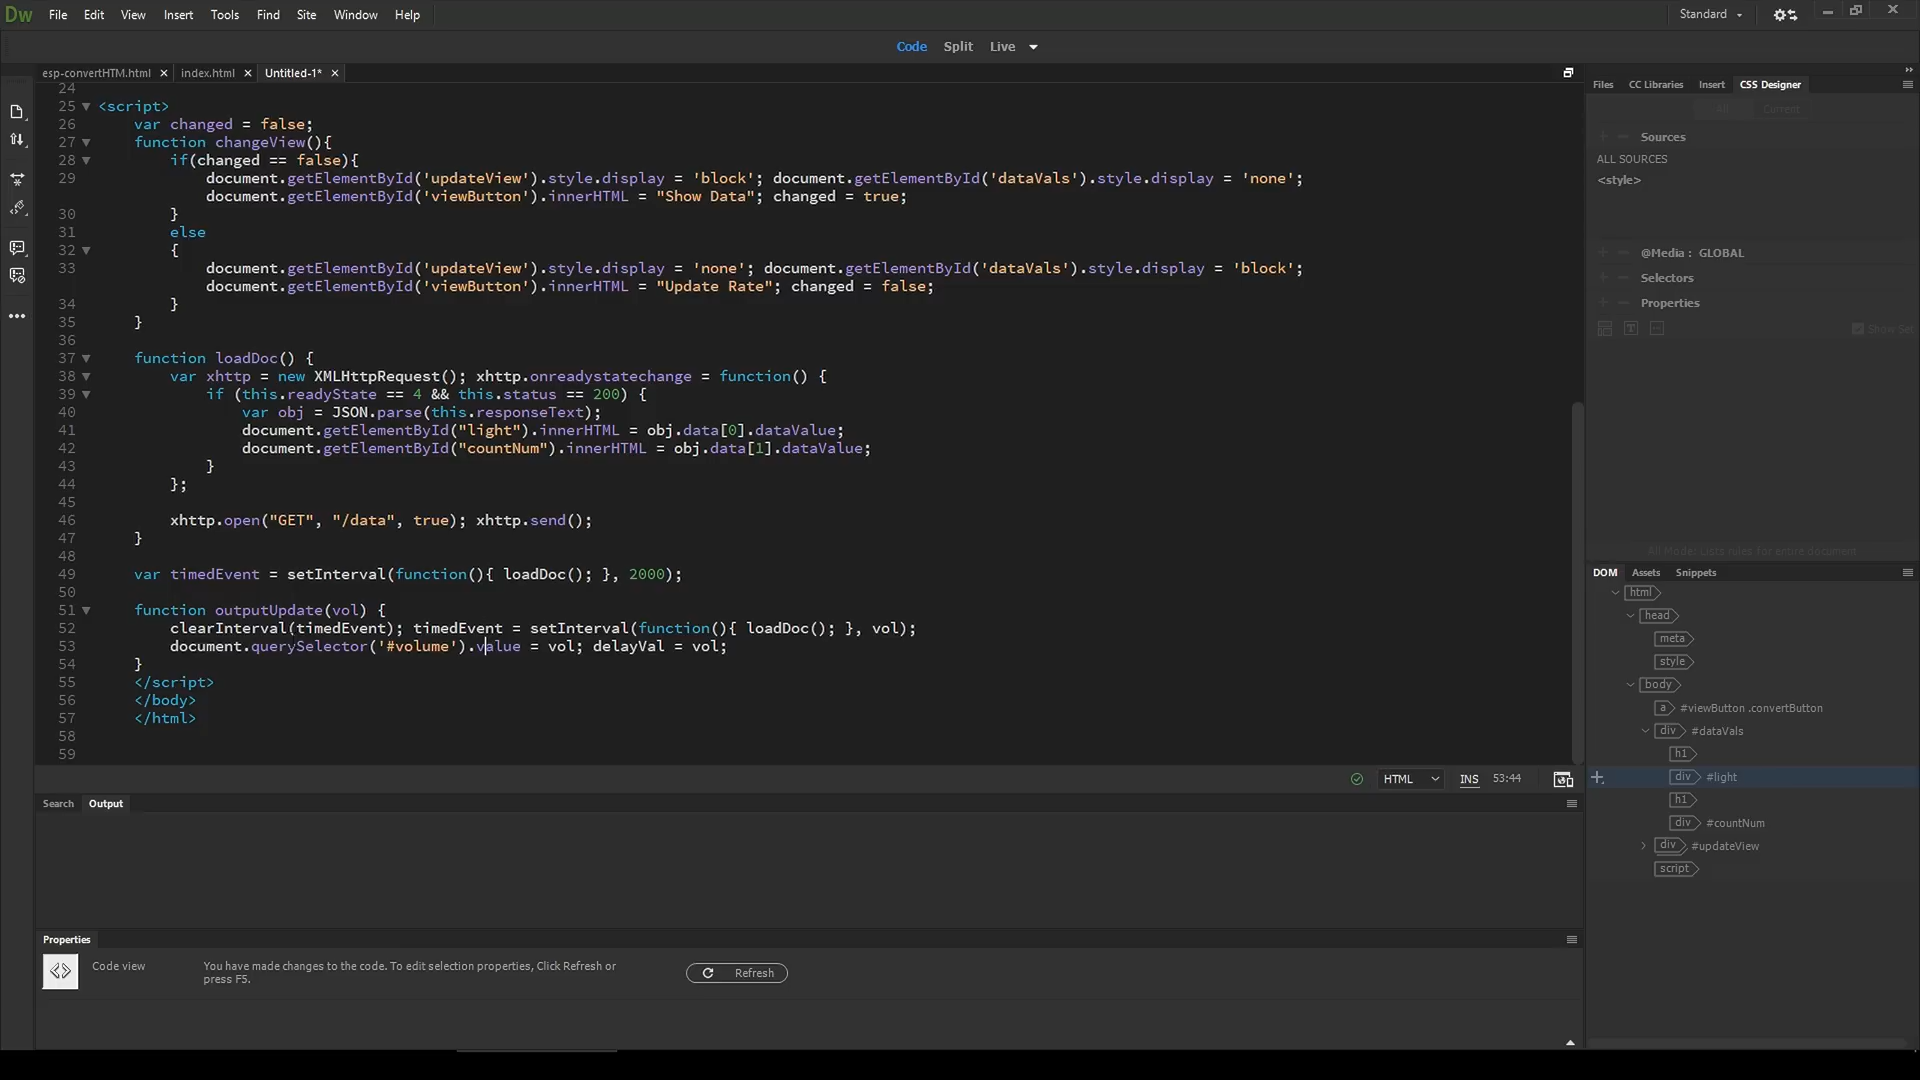 Dw File Edit View Insert Tools Find Site Window Help Standard
Code Split Live
esp-convertHTM.html × index.html × Untitled-1* ×
Files CC Libraries Insert CSS Designer
All Current
Sources
ALL SOURCES
<style>
@Media : GLOBAL
Selectors
Properties
Show Set
24
25 <script>
26 var changed = false;
27 function changeView(){
28 if(changed == false){
29 document.getElementById('updateView').style.display = 'block'; document.getElementById('dataVals').style.display = 'none';
document.getElementById('viewButton').innerHTML = "Show Data"; changed = true;
30 }
31 else
32 {
33 document.getElementById('updateView').style.display = 'none'; document.getElementById('dataVals').style.display = 'block';
document.getElementById('viewButton').innerHTML = "Update Rate"; changed = false;
34 }
35 }
36
37 function loadDoc() {
38 var xhttp = new XMLHttpRequest(); xhttp.onreadystatechange = function() {
39 if (this.readyState == 4 && this.status == 200) {
40 var obj = JSON.parse(this.responseText);
41 document.getElementById("light").innerHTML = obj.data[0].dataValue;
42 document.getElementById("countNum").innerHTML = obj.data[1].dataValue;
43 }
44 };
45
46 xhttp.open("GET", "/data", true); xhttp.send();
47 }
48
49 var timedEvent = setInterval(function(){ loadDoc(); }, 2000);
50
51 function outputUpdate(vol) {
52 clearInterval(timedEvent); timedEvent = setInterval(function(){ loadDoc(); }, vol);
53 document.querySelector('#volume').value = vol; delayVal = vol;
54 }
55 </script>
56 </body>
57 </html>
58
59
HTML INS 53:44
All Mode: Lists rules for entire document
DOM Assets Snippets
html
head
meta
style
body
a #viewButton .convertButton
div #dataVals
h1
div #light
h1
div #countNum
div #updateView
script
Search Output
Properties
Code view
You have made changes to the code. To edit selection properties, Click Refresh or
press F5.
Refresh